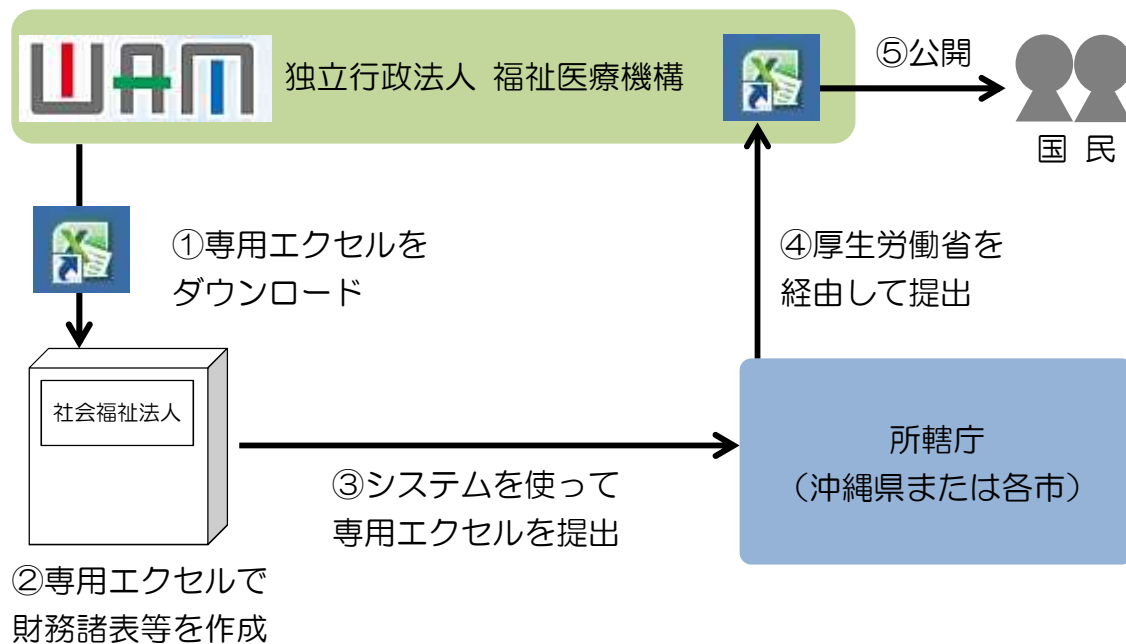 WAM
独立行政法人 福祉医療機構
⑤公開
国 民
①専用エクセルを
ダウンロード
④厚生労働省を
経由して提出
社会福祉法人
所轄庁
(沖縄県または各市)
③システムを使って
専用エクセルを提出
②専用エクセルで
財務諸表等を作成